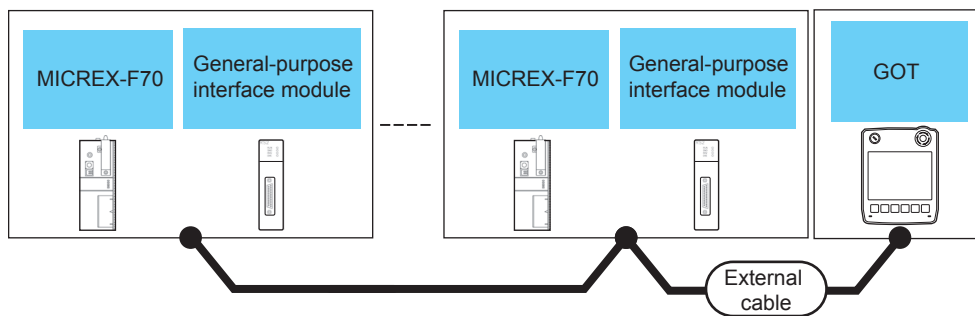 MICREX-F70
General-purpose
interface module
MICREX-F70
General-purpose
interface module
GOT
External
cable